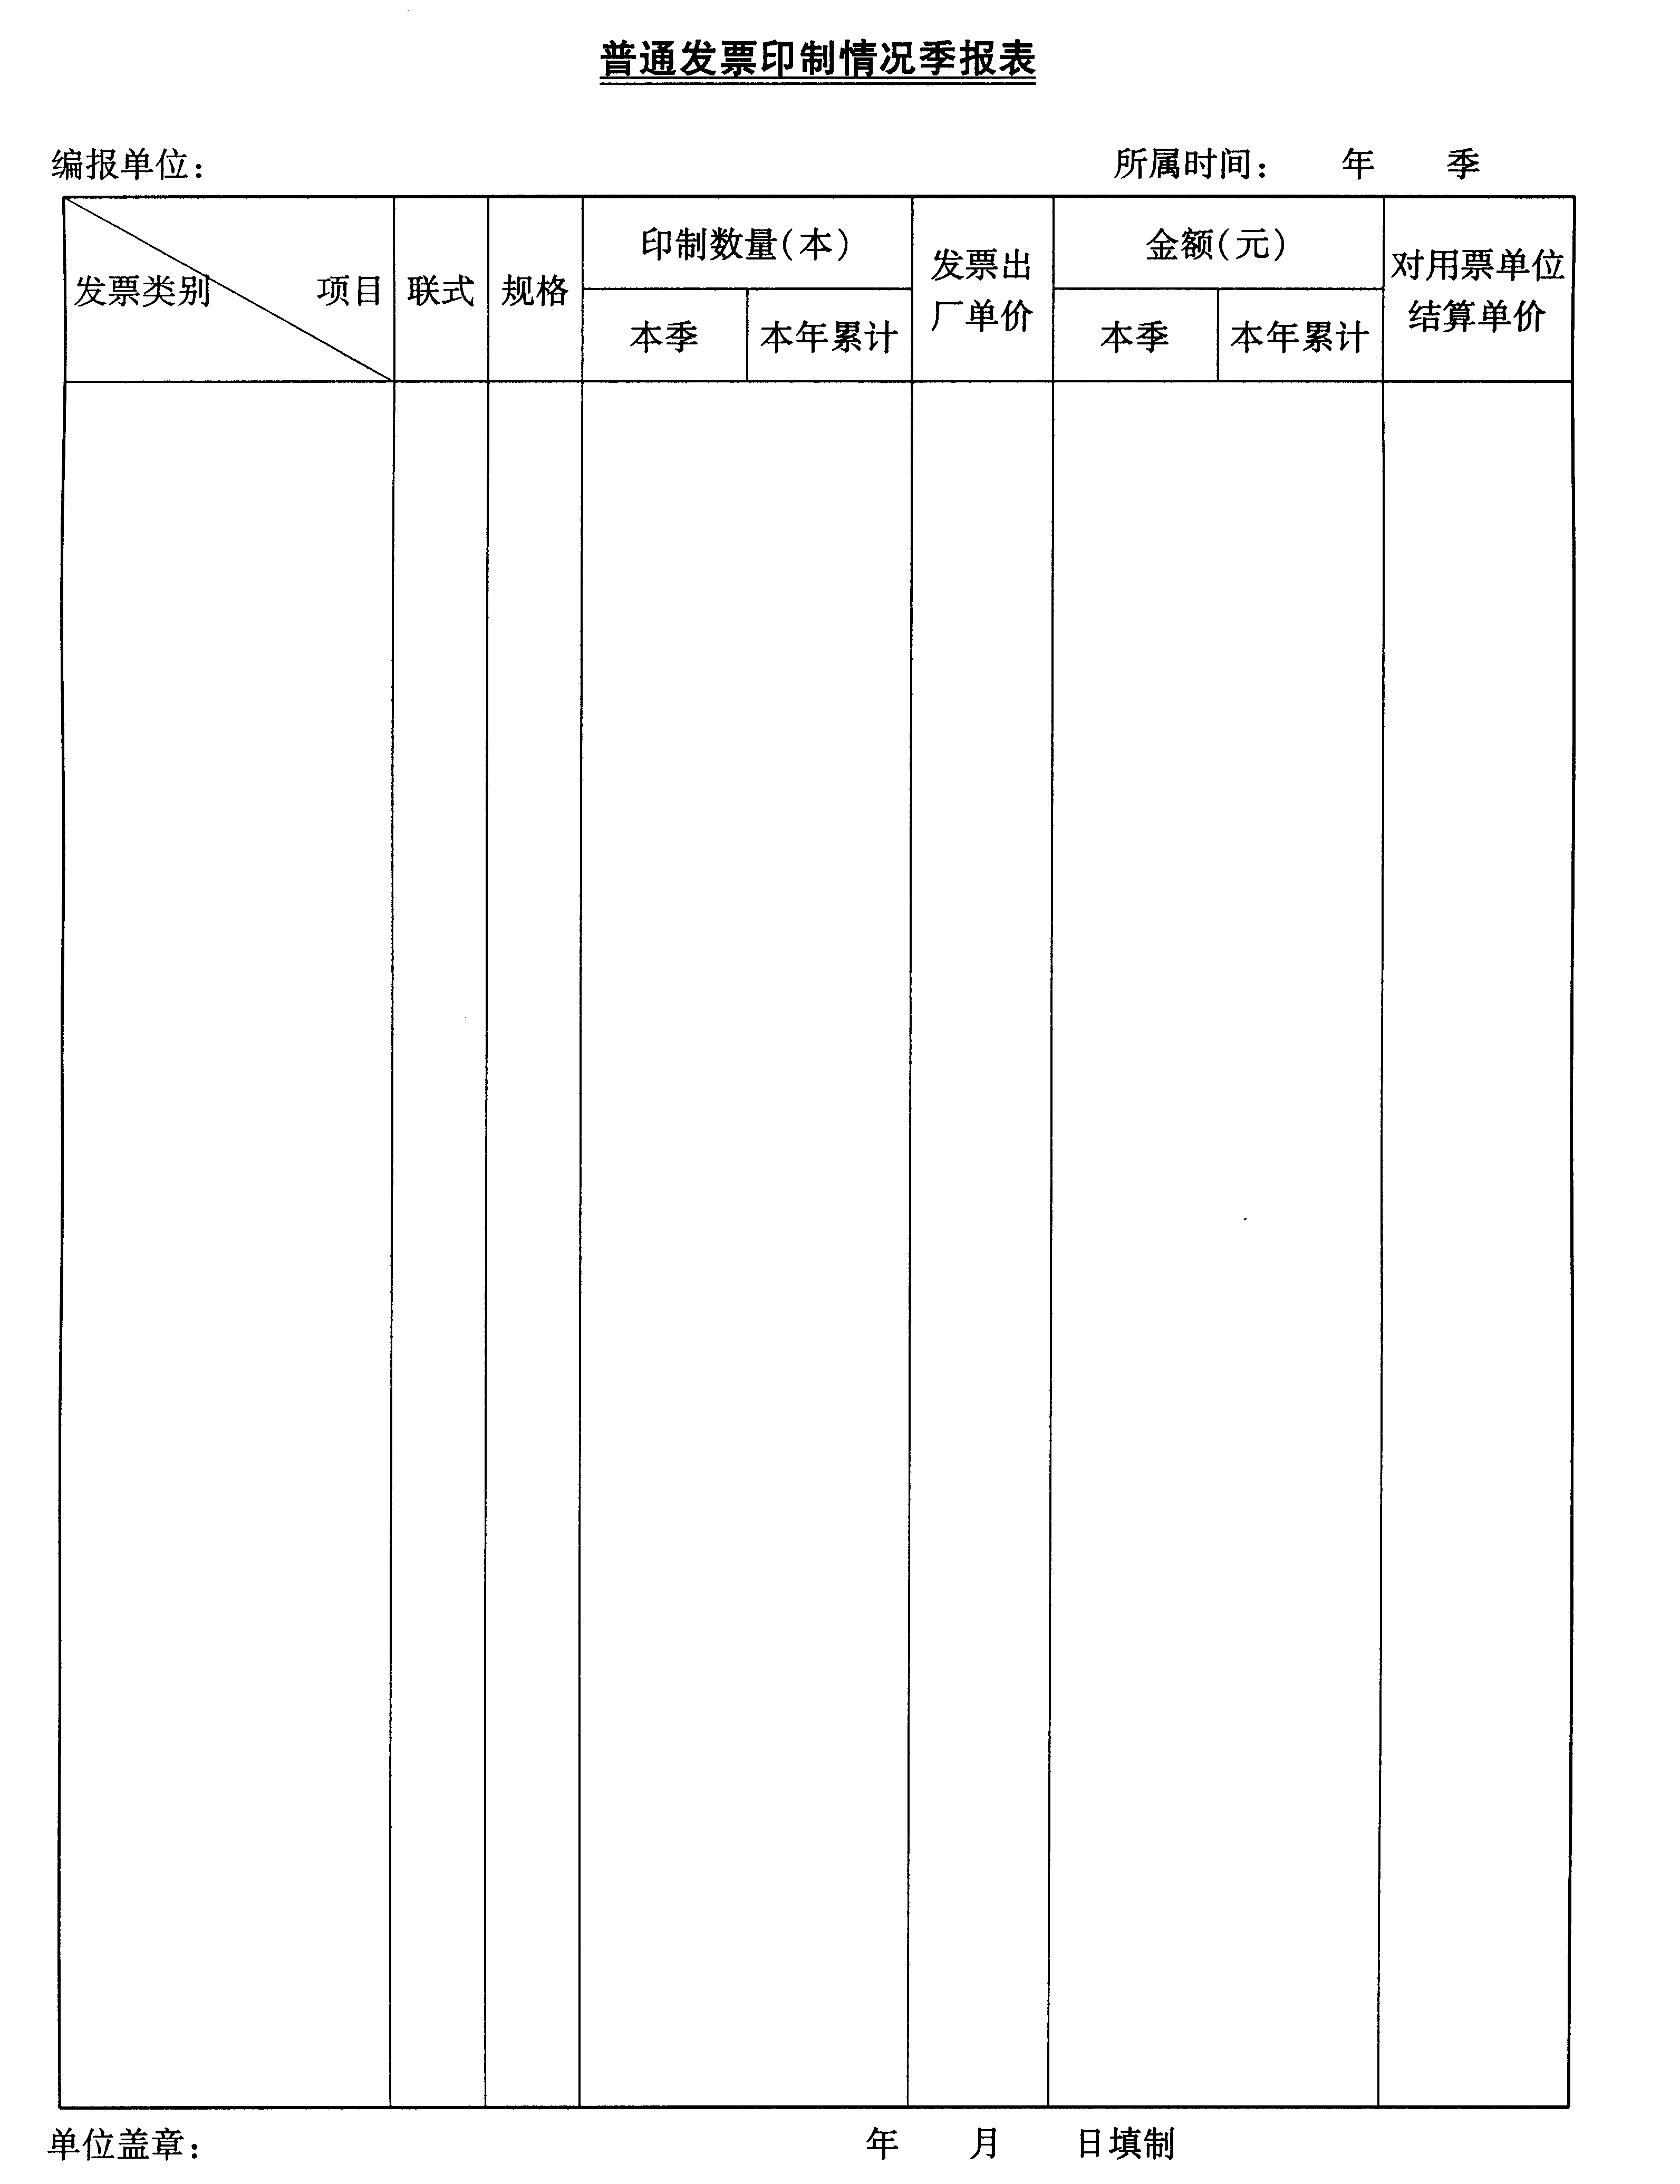 普通发票印制情况季报表
编报单位： 所属时间： 年 季
发票类别 项目 联式 规格 印制数量(本) 发票出厂单价 金额(元) 对用票单位结算单价
本季 本年累计 本季 本年累计
单位盖章： 年 月 日填制